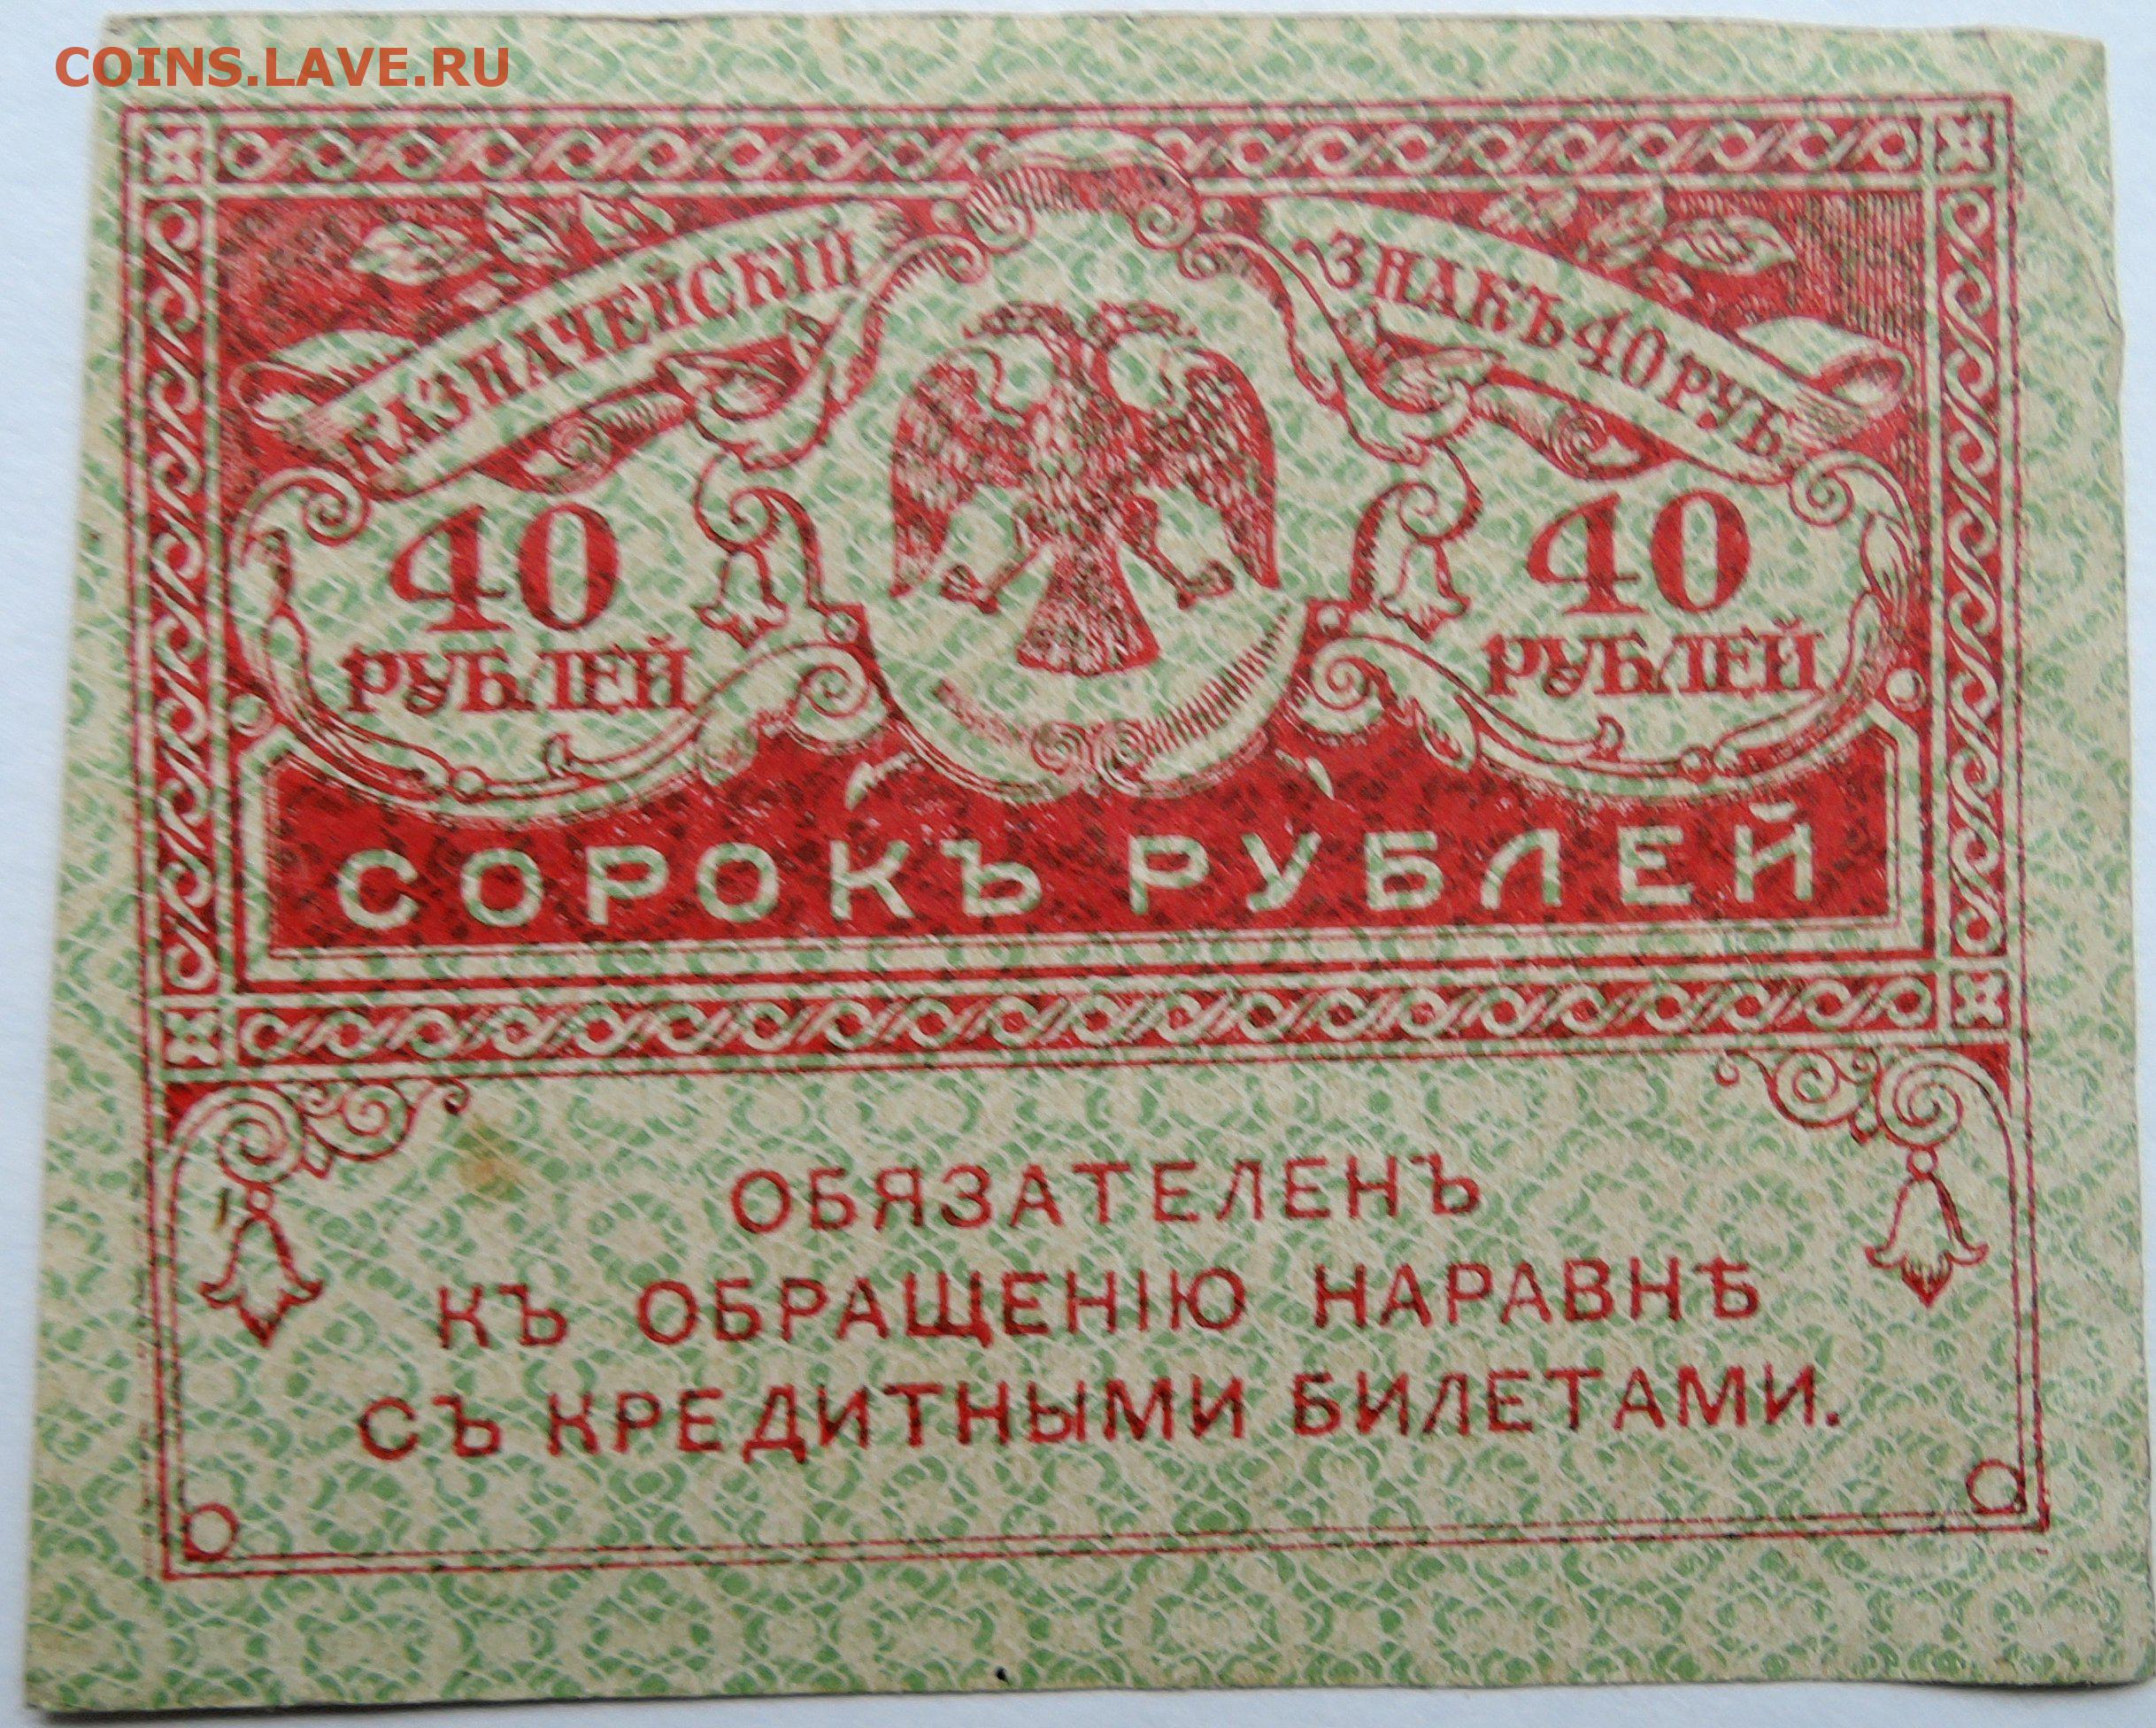 COINS.LAVE.RU
КАЗНАЧЕЙСКІЙ ЗНАКЪ 40 РУБ.
40 40
РУБЛЕЙ РУБЛЕЙ
СОРОКЪ РУБЛЕЙ
ОБЯЗАТЕЛЕНЪ
КЪ ОБРАЩЕНІЮ НАРАВНѢ
СЪ КРЕДИТНЫМИ БИЛЕТАМИ.